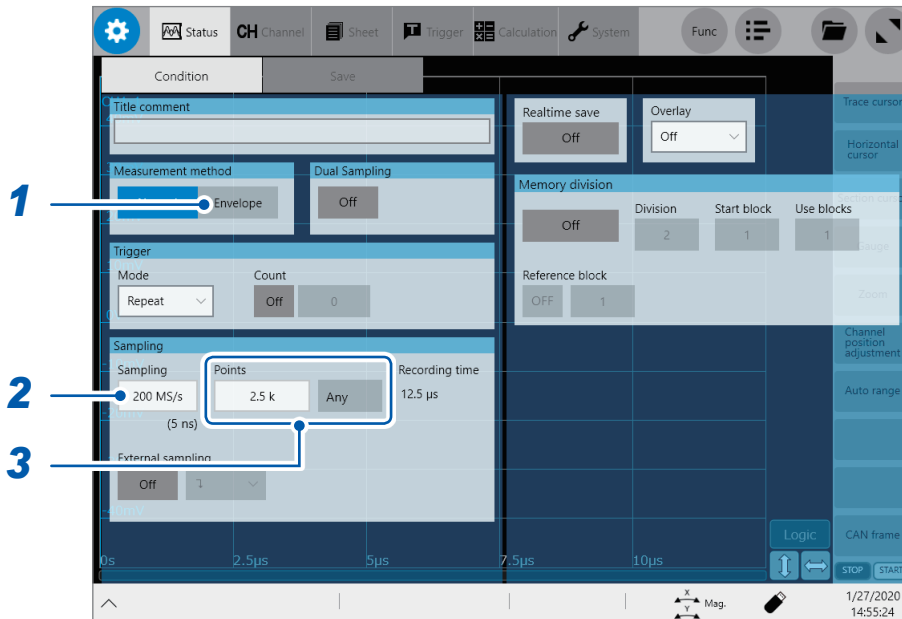 Status
CH Channel
Sheet
Trigger
Calculation
System
Func
Condition
Save
Title comment
Realtime save
Off
Overlay
Off
Trace cursor
Horizontal
cursor
1
Measurement method
Envelope
Dual Sampling
Off
Memory division
Off
Division
2
Start block
1
Use blocks
1
Gauge
Trigger
Mode
Repeat
Count
Off
0
Reference block
OFF
1
Zoom
Channel
position
adjustment
Sampling
2
Sampling
200 MS/s
(5 ns)
Points
2.5 k
Any
Recording time
12.5 µs
Auto range
3
External sampling
Off
-40mV
Logic
CAN frame
0s
2.5µs
5µs
7.5µs
10µs
STOP
START
X
Y
Mag.
1/27/2020
14:55:24